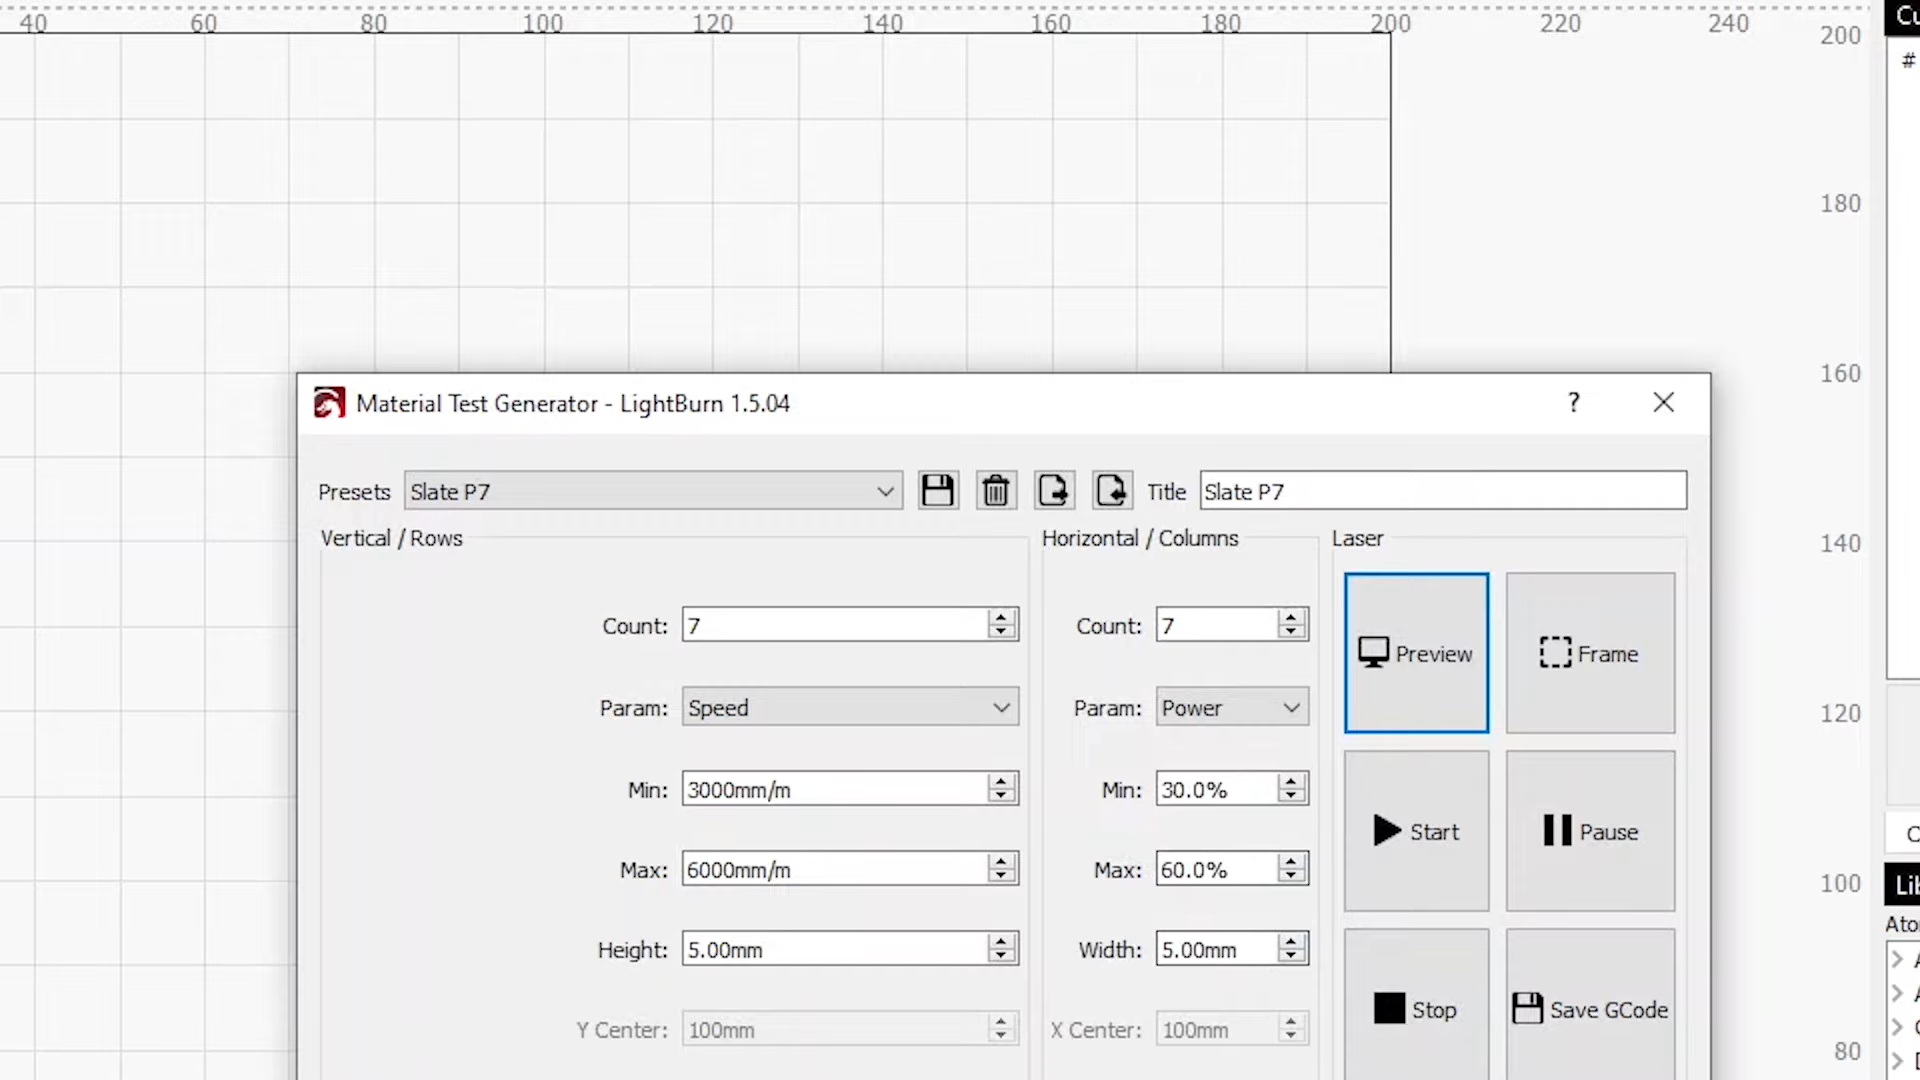 40 60 80 100 120 140 160 180 200 220 240
200
#
180
160
Material Test Generator - LightBurn 1.5.04
?
Presets Slate P7 Title Slate P7
Vertical / Rows Horizontal / Columns Laser
140
Count: 7 Count: 7
Preview Frame
Param: Speed Param: Power
120
Min: 3000mm/m Min: 30.0%
Start Pause
Max: 6000mm/m Max: 60.0%
100
Height: 5.00mm Width: 5.00mm
Stop Save GCode
Y Center: 100mm X Center: 100mm
80